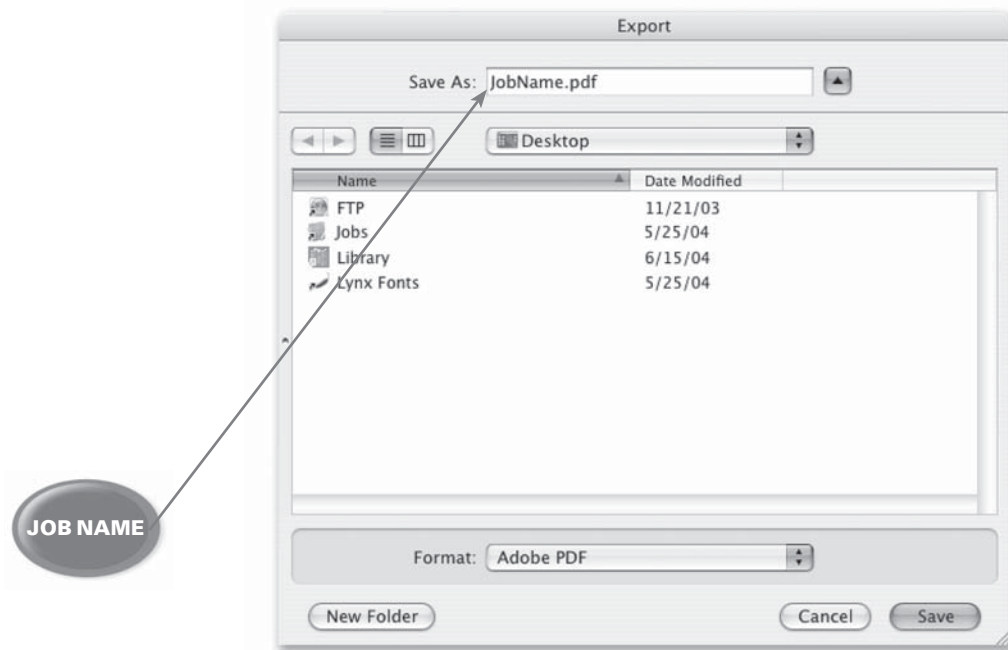 Export
Save As: JobName.pdf
Desktop
Name Date Modified
FTP 11/21/03
Jobs 5/25/04
Library 6/15/04
Lynx Fonts 5/25/04
JOB NAME
Format: Adobe PDF
New Folder Cancel Save